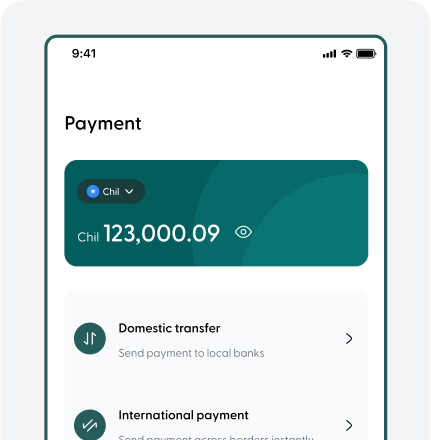 9:41
Payment
Chil
Chil 123,000.09
Domestic transfer
Send payment to local banks
International payment
Send payment across borders instantly